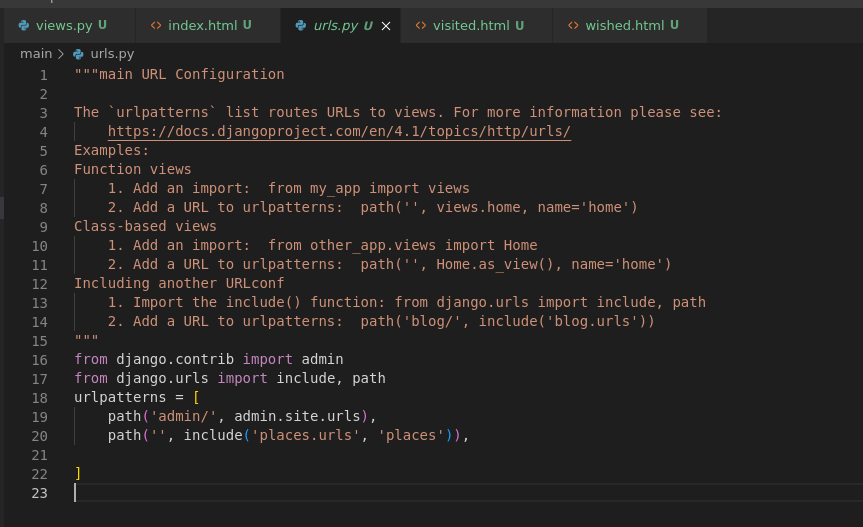 views.py U index.html U urls.py U visited.html U wished.html U
main > urls.py
1 """main URL Configuration
2
3 The `urlpatterns` list routes URLs to views. For more information please see:
4 https://docs.djangoproject.com/en/4.1/topics/http/urls/
5 Examples:
6 Function views
7 1. Add an import:  from my_app import views
8 2. Add a URL to urlpatterns:  path('', views.home, name='home')
9 Class-based views
10 1. Add an import:  from other_app.views import Home
11 2. Add a URL to urlpatterns:  path('', Home.as_view(), name='home')
12 Including another URLconf
13 1. Import the include() function: from django.urls import include, path
14 2. Add a URL to urlpatterns:  path('blog/', include('blog.urls'))
15 """
16 from django.contrib import admin
17 from django.urls import include, path
18 urlpatterns = [
19 path('admin/', admin.site.urls),
20 path('', include('places.urls', 'places')),
21
22 ]
23